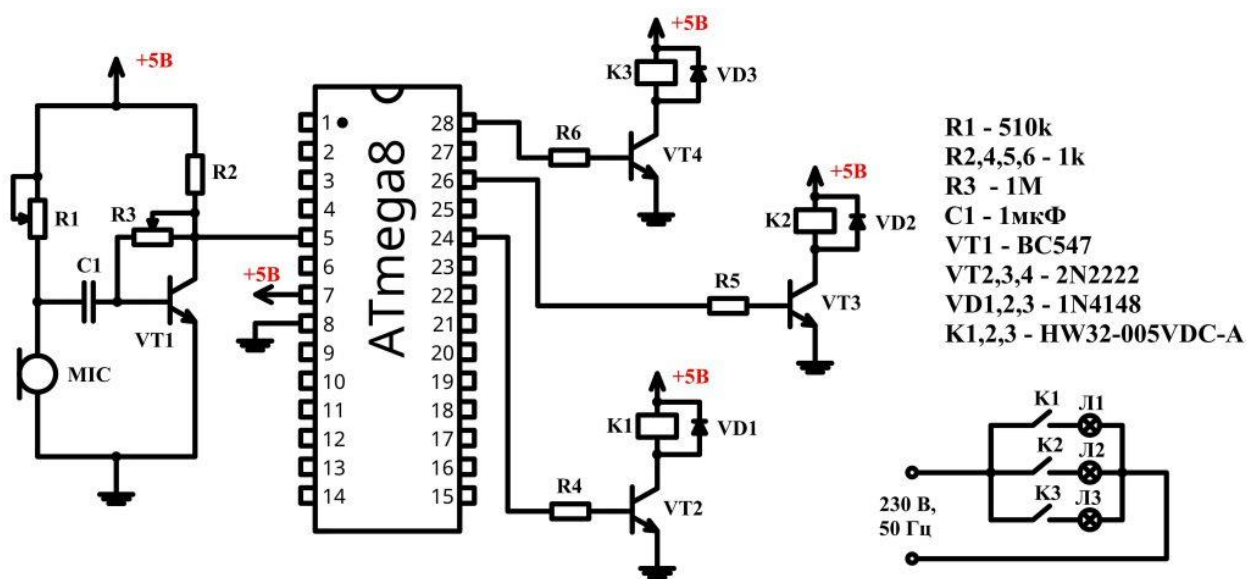 +5В
R1
R2
R3
C1
VT1
MIC
+5В
ATmega8
1
2
3
4
5
6
7
8
9
10
11
12
13
14
28
27
26
25
24
23
22
21
20
19
18
17
16
15
+5В
K3
VD3
R6
VT4
+5В
K2
VD2
R5
VT3
+5В
K1
VD1
R4
VT2
R1 - 510k
R2,4,5,6 - 1k
R3 - 1M
C1 - 1мкФ
VT1 - BC547
VT2,3,4 - 2N2222
VD1,2,3 - 1N4148
K1,2,3 - HW32-005VDC-A
K1 Л1
K2 Л2
K3 Л3
230 В,
50 Гц